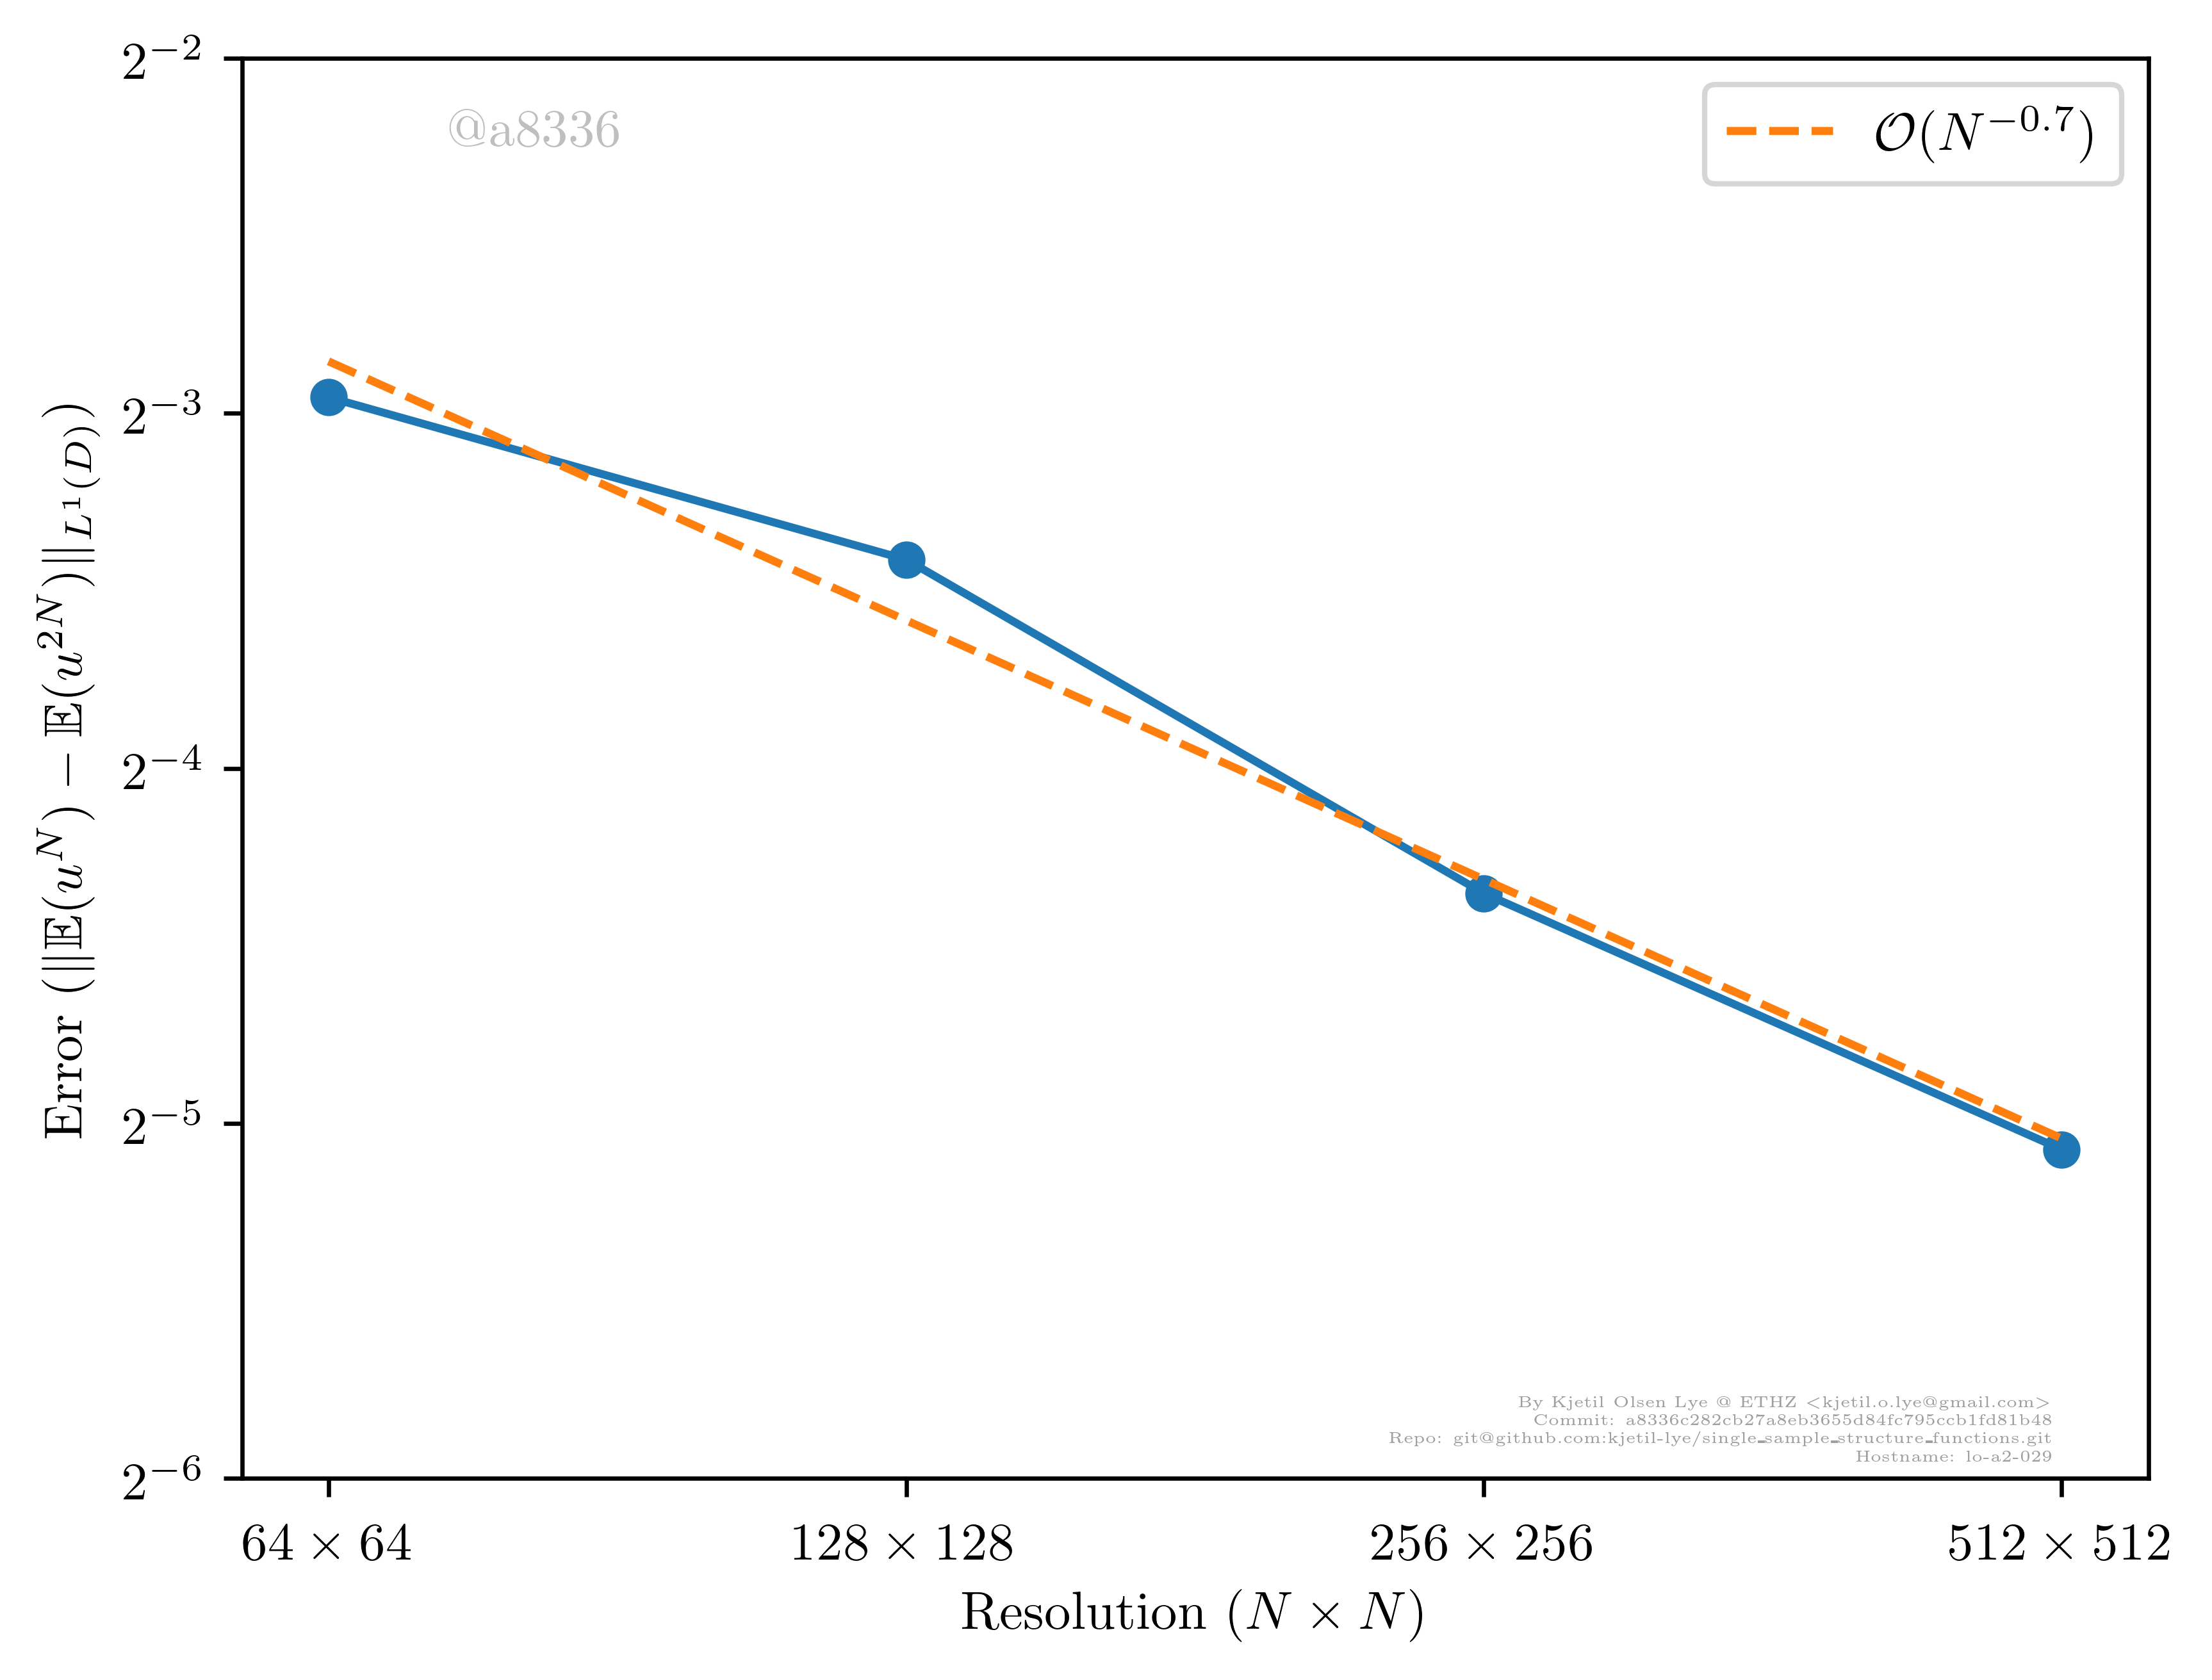 2^{-2}
@a8336
O(N^{-0.7})
2^{-3}
2^{-4}
2^{-5}
2^{-6}
Error (||E(u^N) − E(u^{2N})||_{L^1(D)})
By Kjetil Olsen Lye @ ETHZ <kjetil.o.lye@gmail.com>
Commit: a8336c282cb27a8eb3655d84fc795ccb1fd81b48
Repo: git@github.com:kjetil-lye/single_sample_structure_functions.git
Hostname: lo-a2-029
64 × 64
128 × 128
256 × 256
512 × 512
Resolution (N × N)